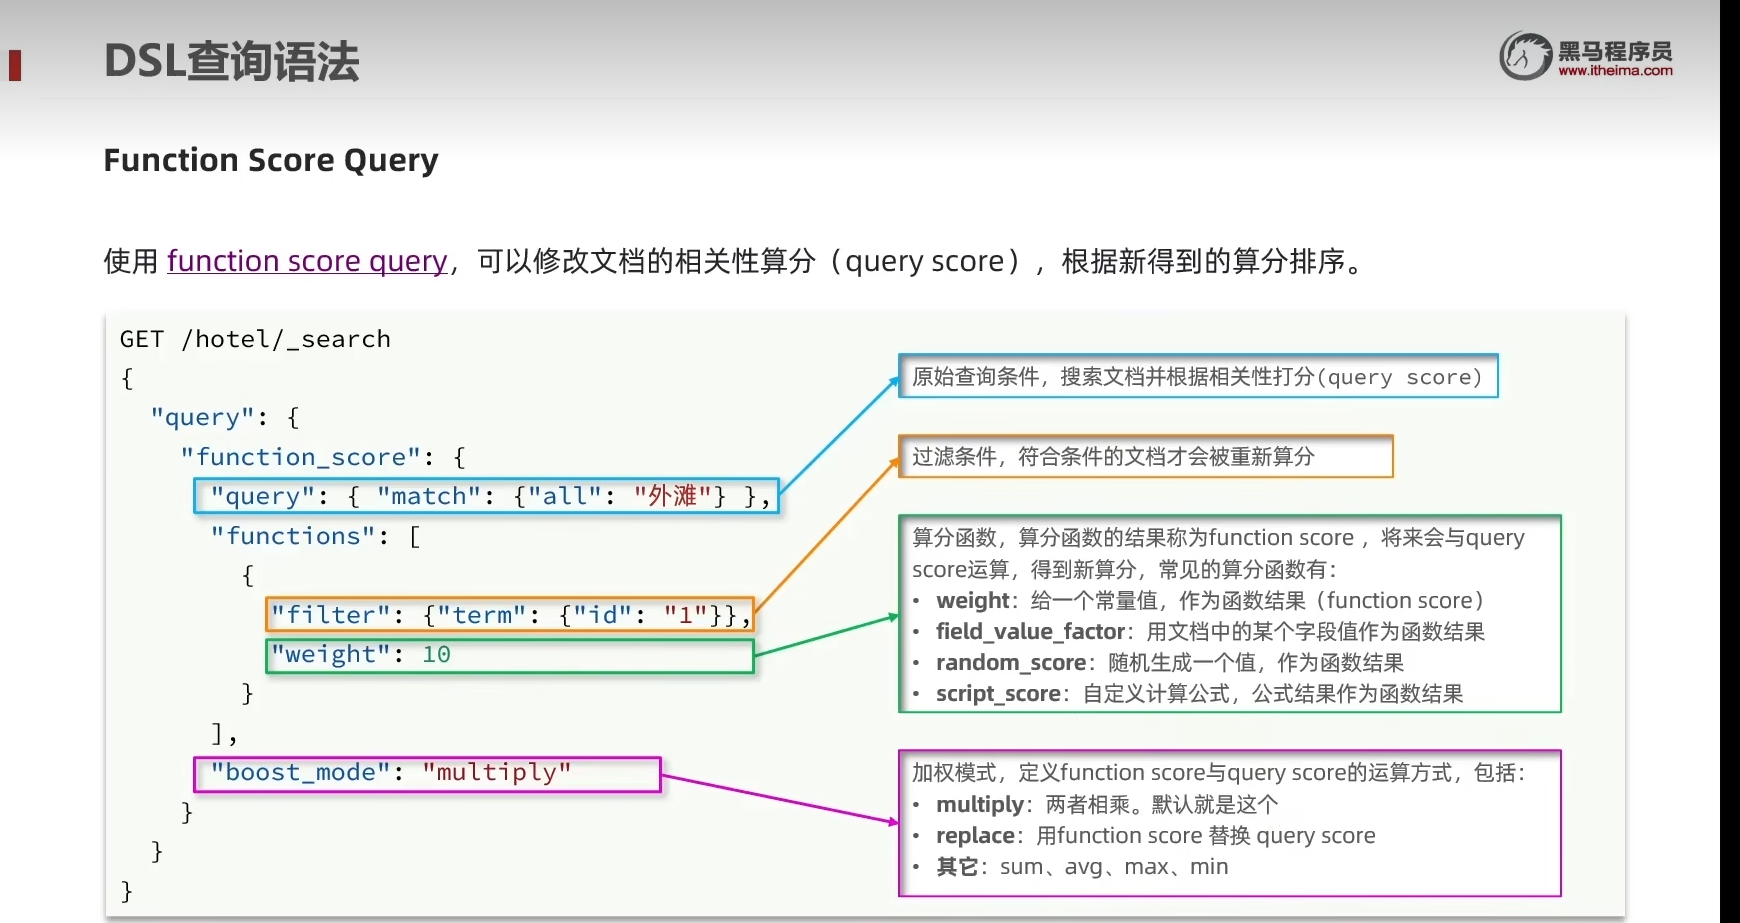 DSL查询语法
黑马程序员
www.itheima.com
Function Score Query
使用 function score query，可以修改文档的相关性算分（query score），根据新得到的算分排序。
GET /hotel/_search
{
"query": {
"function_score": {
"query": { "match": {"all": "外滩"} },
"functions": [
{
"filter": {"term": {"id": "1"}},
"weight": 10
}
],
"boost_mode": "multiply"
}
}
}
原始查询条件，搜索文档并根据相关性打分(query score)
过滤条件，符合条件的文档才会被重新算分
算分函数，算分函数的结果称为function score ，将来会与query
score运算，得到新算分，常见的算分函数有：
• weight：给一个常量值，作为函数结果（function score）
• field_value_factor：用文档中的某个字段值作为函数结果
• random_score：随机生成一个值，作为函数结果
• script_score：自定义计算公式，公式结果作为函数结果
加权模式，定义function score与query score的运算方式，包括：
• multiply：两者相乘。默认就是这个
• replace：用function score 替换 query score
• 其它：sum、avg、max、min